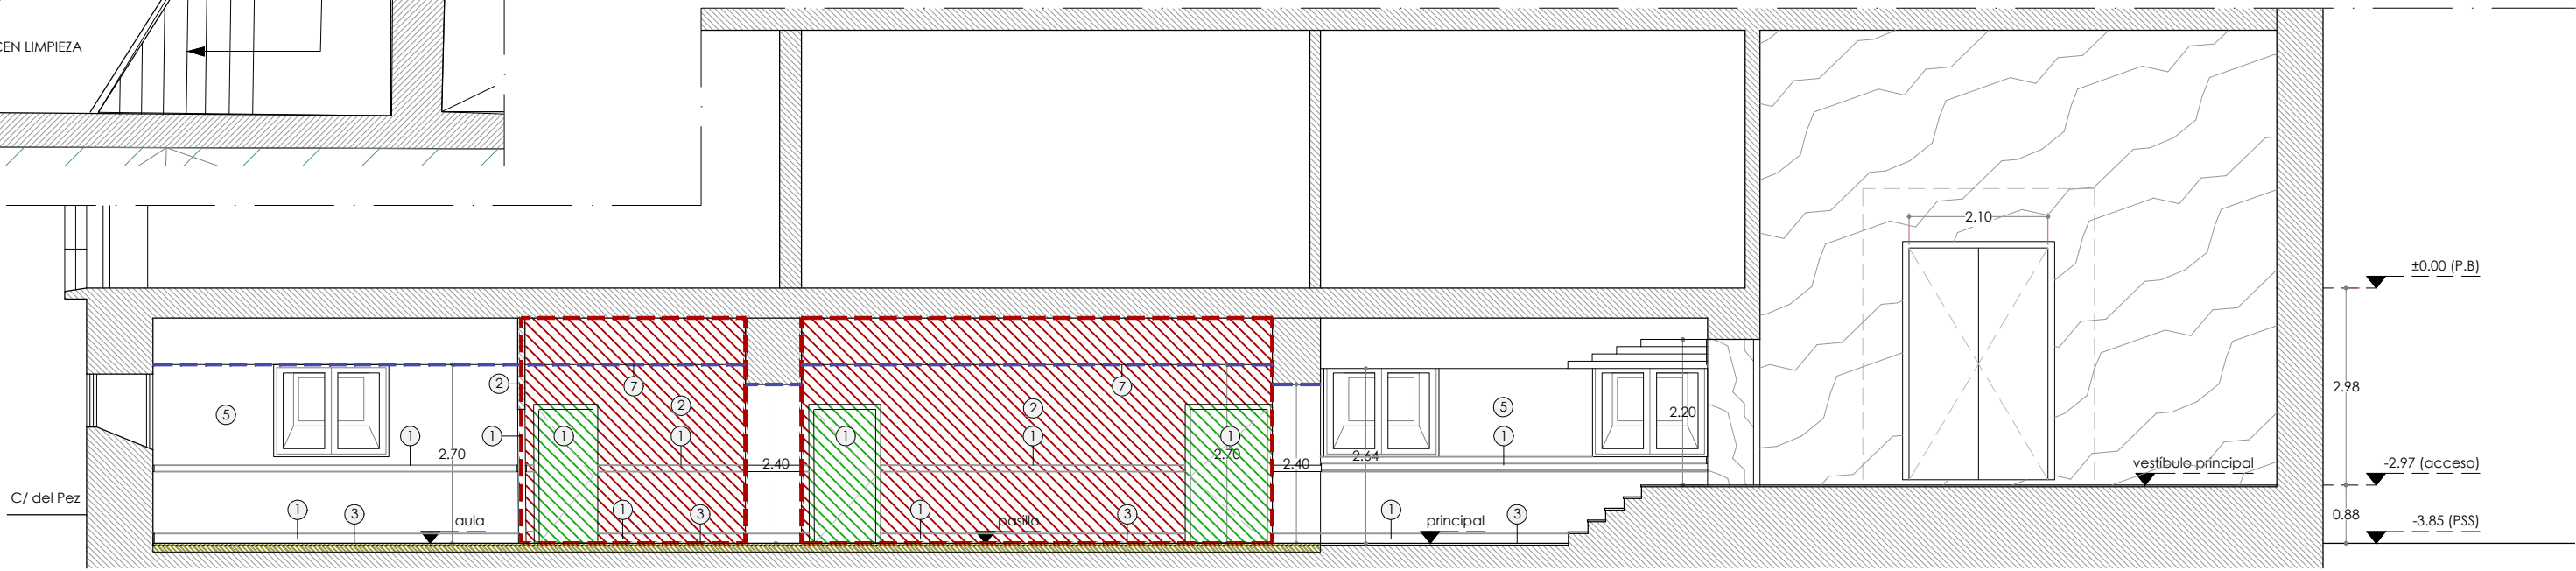 CEN LIMPIEZA
2.10
±0.00 (P.B)
2 7 7
5 1 1 1 2 1 2.70
2.40
1 2 1 1 2.70
2.40
2.64
5 1
2.20
2.98
vestíbulo principal
-2.97 (acceso)
C/ del Pez
1 3
aula
1 3
1
pasillo
3
1
principal
3
0.88
-3.85 (PSS)